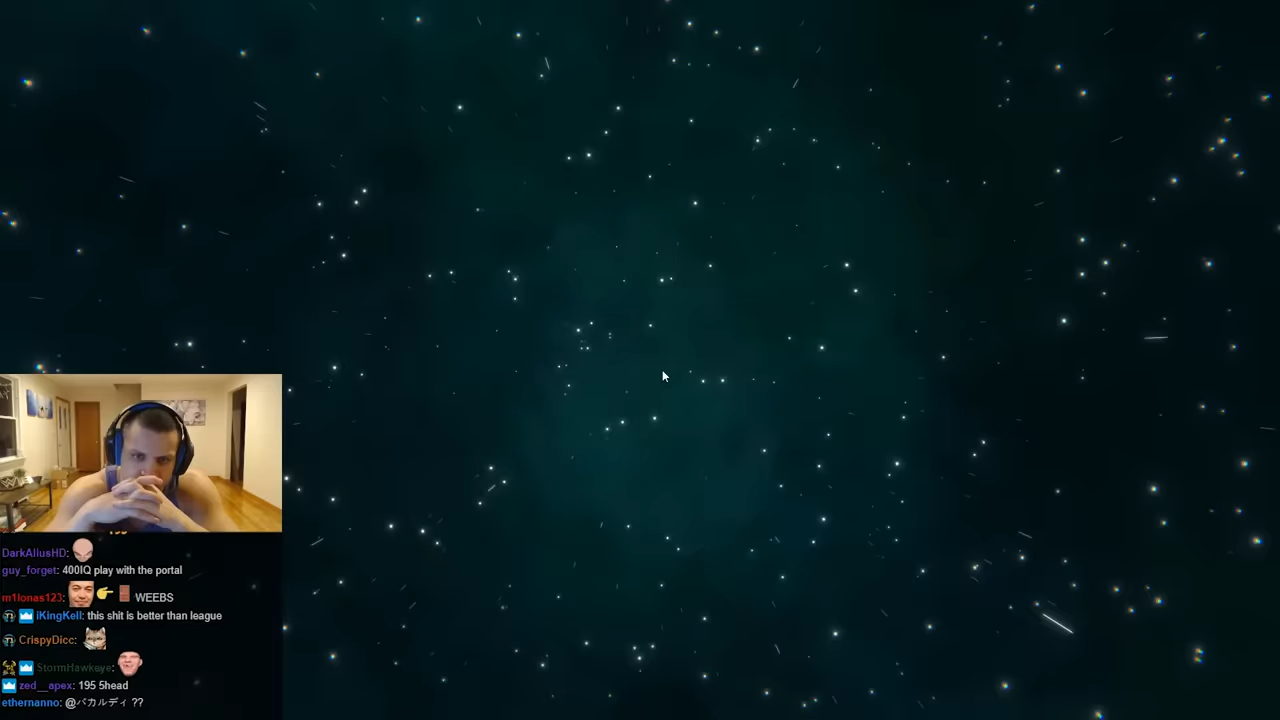 DarkAllusHD:
guy_forget: 400IQ play with the portal
m1lonas123: WEEBS
iKingKell: this shit is better than league
CrispyDicc:
StormHawkeye:
zed__apex: 195 5head
ethernanno: @バカルディ ??